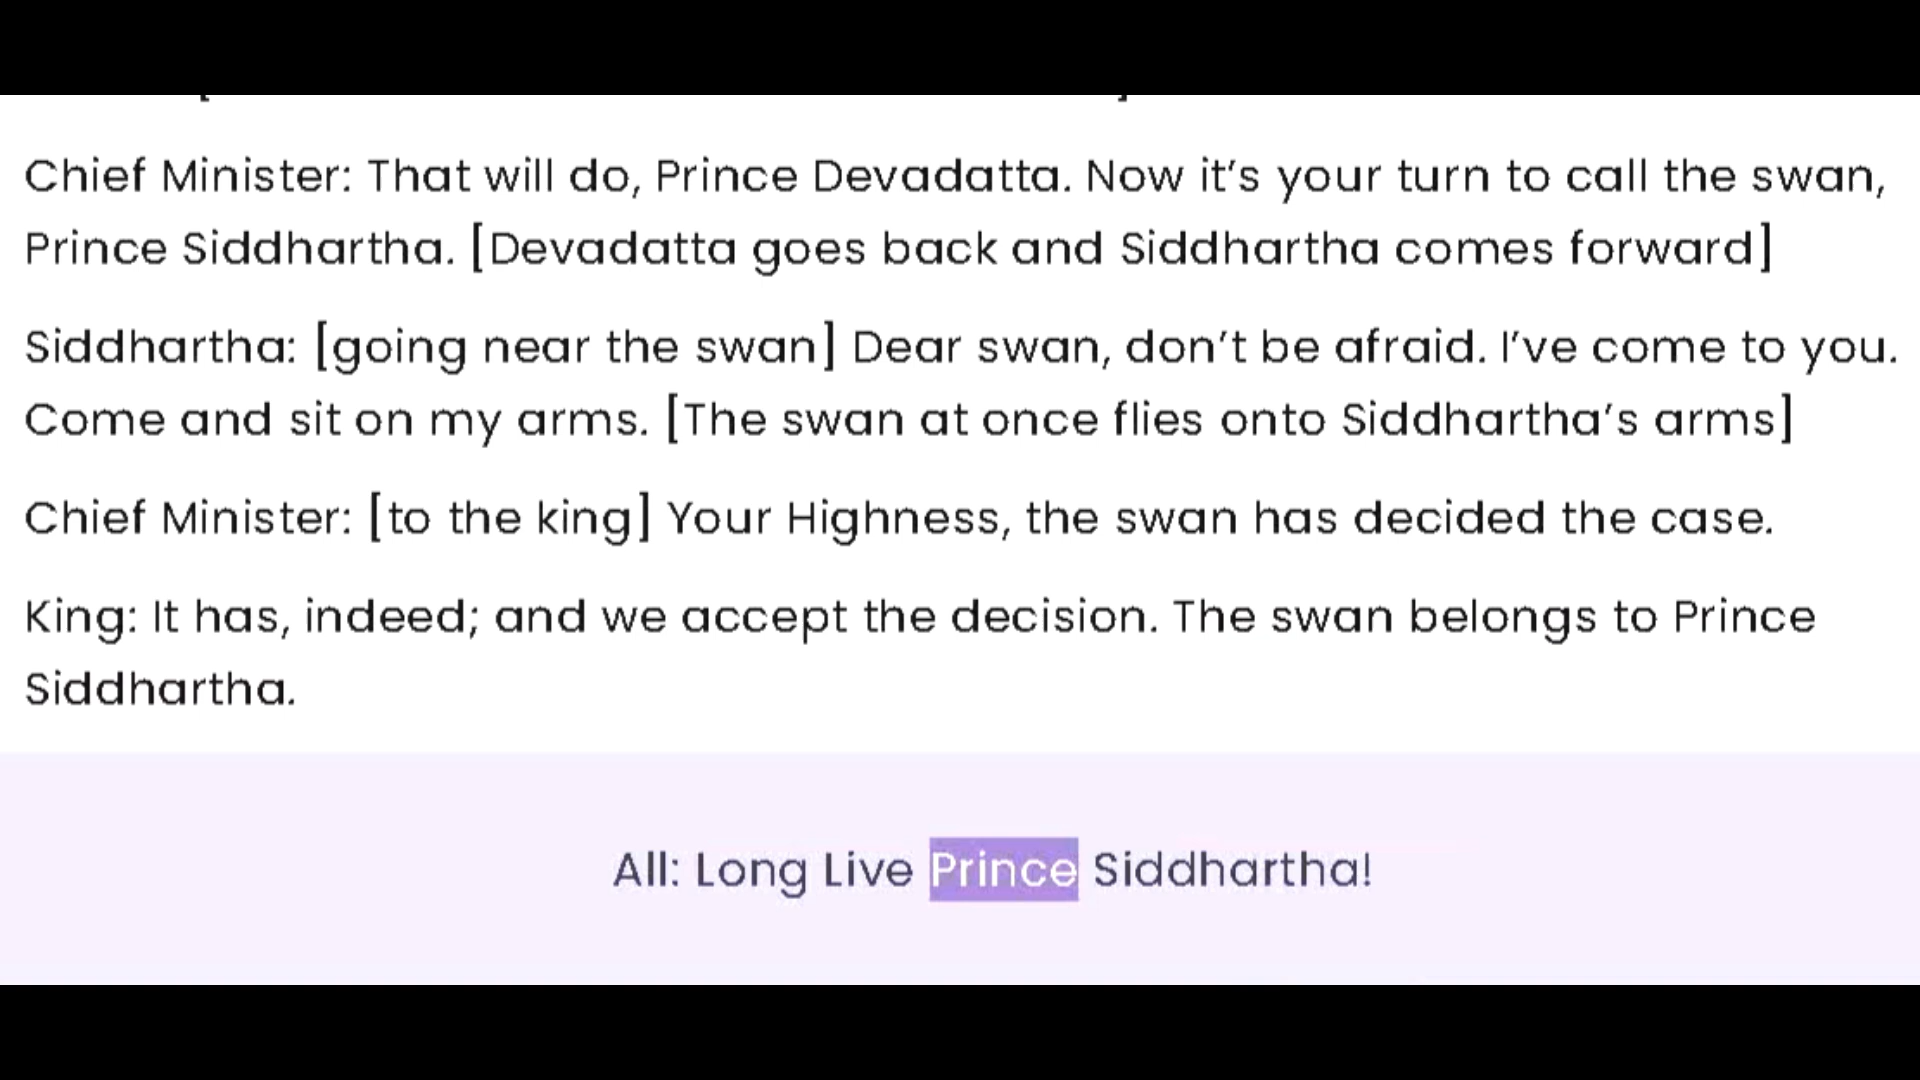 Chief Minister: That will do, Prince Devadatta. Now it’s your turn to call the swan,
Prince Siddhartha. [Devadatta goes back and Siddhartha comes forward]
Siddhartha: [going near the swan] Dear swan, don’t be afraid. I’ve come to you.
Come and sit on my arms. [The swan at once flies onto Siddhartha’s arms]
Chief Minister: [to the king] Your Highness, the swan has decided the case.
King: It has, indeed; and we accept the decision. The swan belongs to Prince
Siddhartha.
All: Long Live Prince Siddhartha!